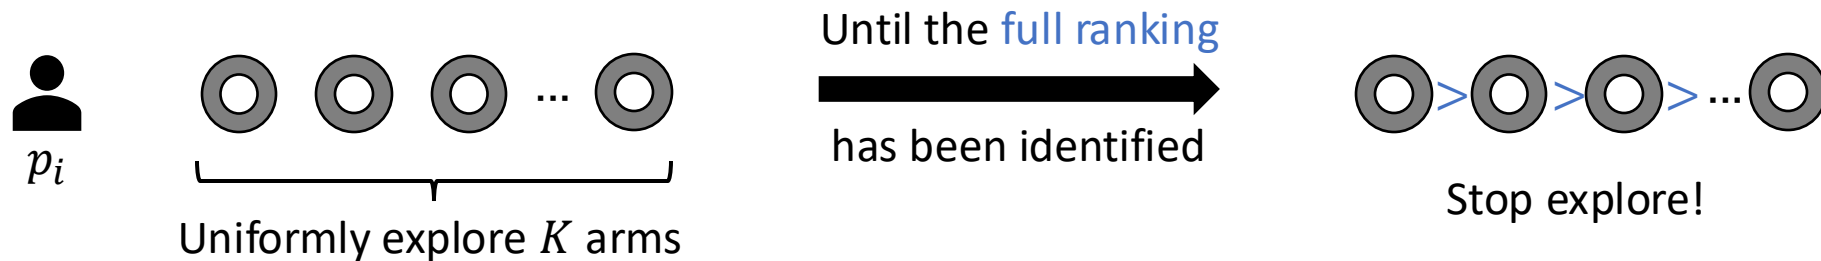 p_i
...
Uniformly explore K arms
Until the full ranking
has been identified
> > > ...
Stop explore!